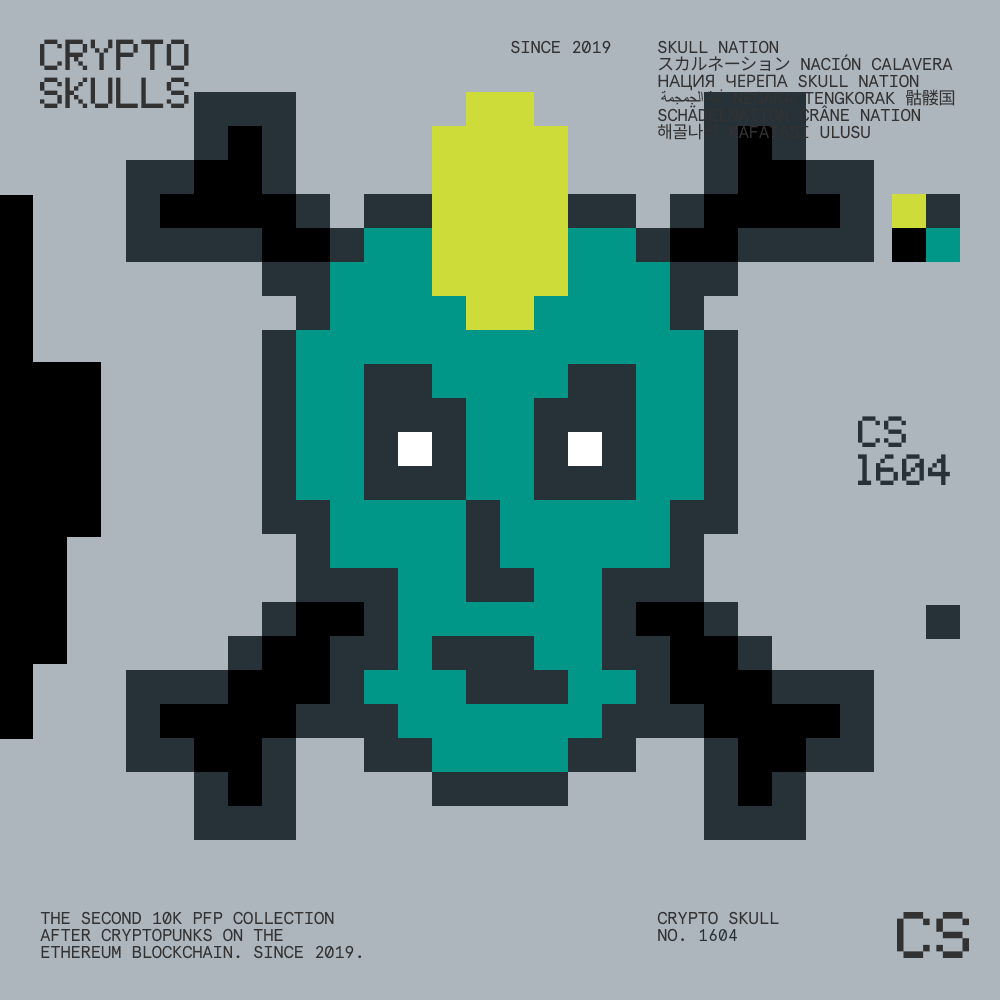 CRYPTO
SKULLS
SINCE 2019
SKULL NATION
スカルネーション NACIÓN CALAVERA
НАЦИЯ ЧЕРЕПА SKULL NATION
الجمجمة TENGKORAK 骷髅国
CRÂNE NATION
해골나 ULUSU
CS
1604
THE SECOND 10K PFP COLLECTION
AFTER CRYPTOPUNKS ON THE
ETHEREUM BLOCKCHAIN. SINCE 2019.
CRYPTO SKULL
NO. 1604
CS